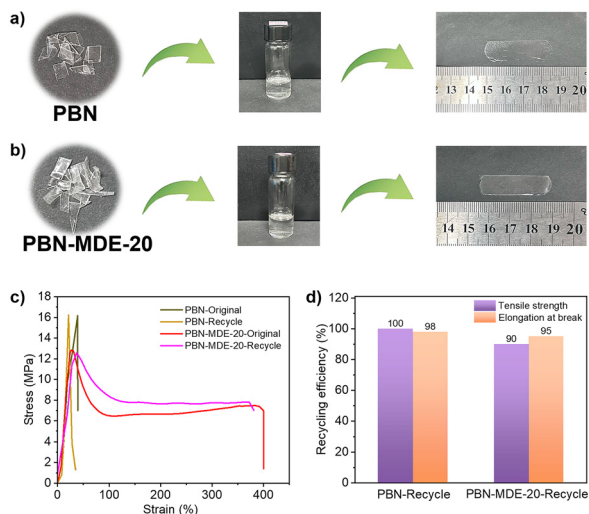 a)
PBN
12 13 14 15 16 17 18 19 20
b)
PBN-MDE-20
14 15 16 17 18 19 20
c)
PBN-Original
PBN-Recycle
PBN-MDE-20-Original
PBN-MDE-20-Recycle
Stress (MPa)
18
16
14
12
10
8
6
4
2
0
0 100 200 300 400 500
Strain (%)
d)
Tensile strength
Elongation at break
Recycling efficiency (%)
120
100
80
60
40
20
0
100 98
90 95
PBN-Recycle PBN-MDE-20-Recycle